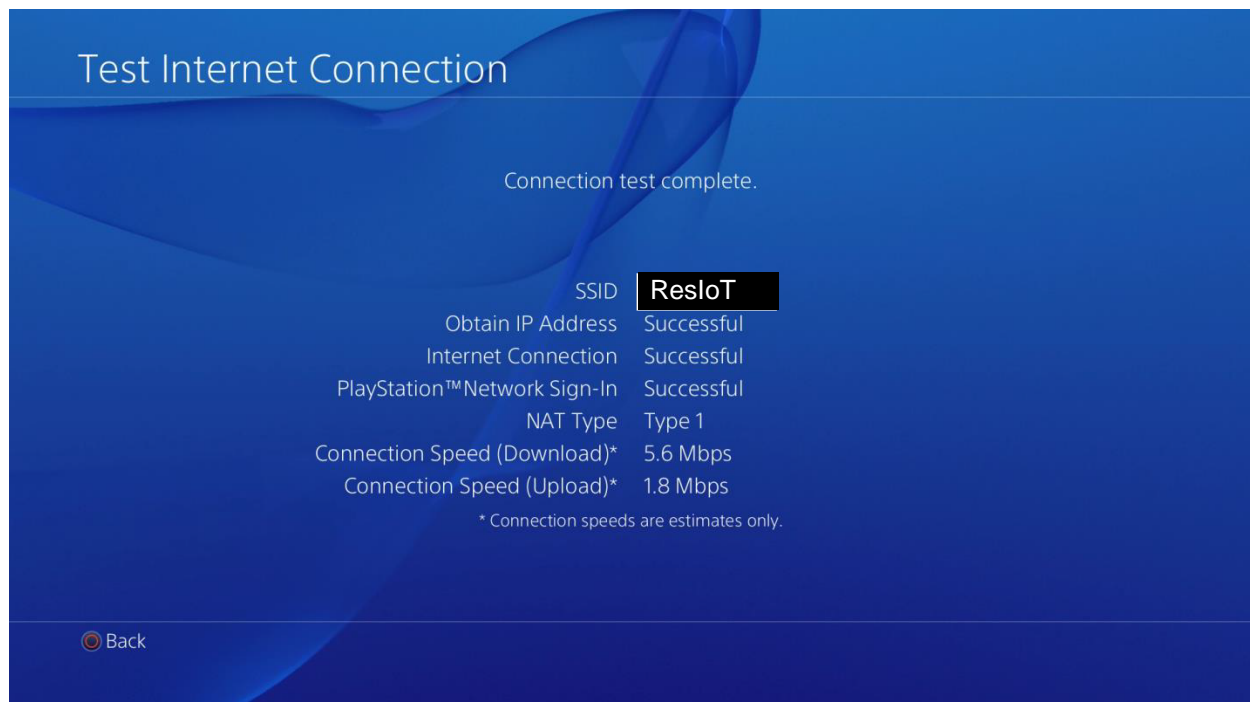 Test Internet Connection
Connection test complete.
SSID ResIoT
Obtain IP Address Successful
Internet Connection Successful
PlayStation™Network Sign-In Successful
NAT Type Type 1
Connection Speed (Download)* 5.6 Mbps
Connection Speed (Upload)* 1.8 Mbps
* Connection speeds are estimates only.
Back